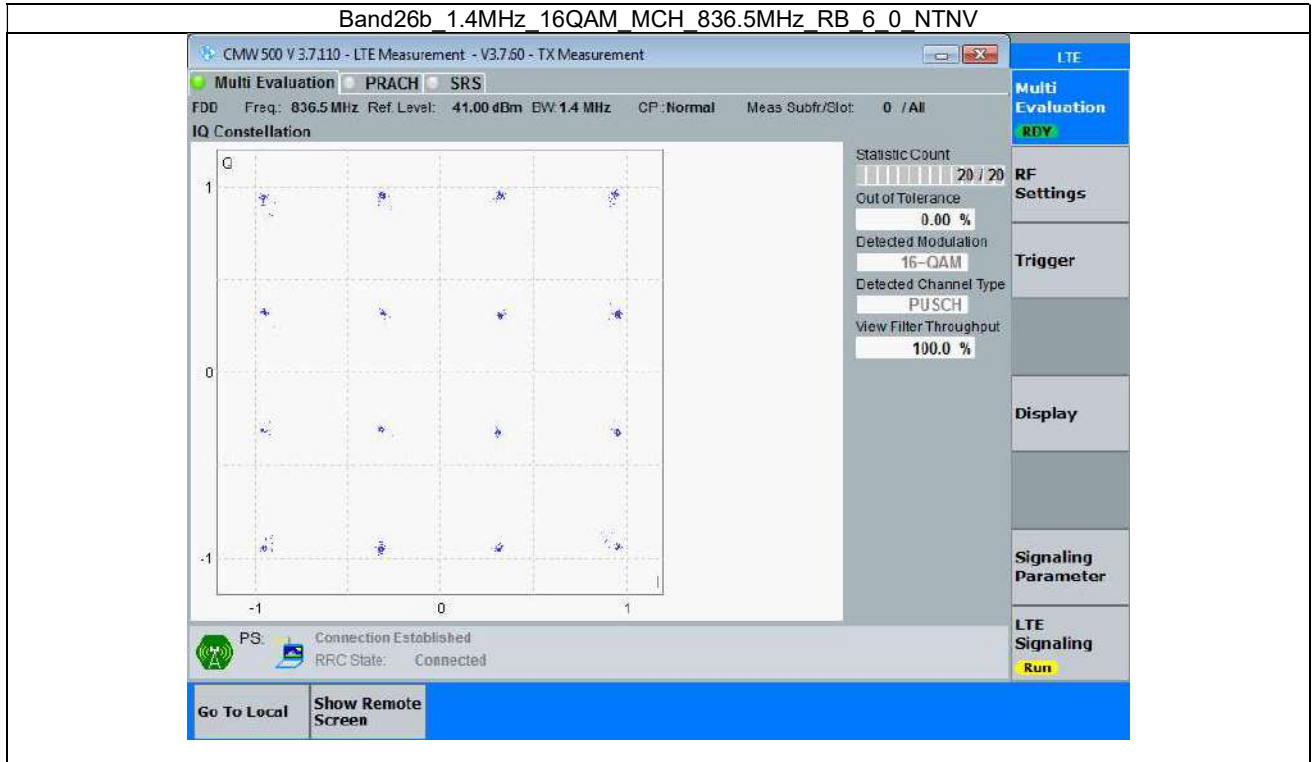 Band26b_1.4MHz_16QAM_MCH_836.5MHz_RB_6_0_NTNV
CMW 500 V 3.7.110 - LTE Measurement - V3.7.60 - TX Measurement
LTE
Multi Evaluation PRACH SRS
Multi
Evaluation
RDY
FDD Freq.: 836.5 MHz Ref. Level: 41.00 dBm BW: 1.4 MHz CP : Normal Meas Subfr/Slot: 0 / All
IQ Constellation
Q
1
0
-1
-1 0 1
I
Statistic Count
20 / 20
Out of Tolerance
0.00 %
Detected Modulation
16-QAM
Detected Channel Type
PUSCH
View Filter Throughput
100.0 %
RF
Settings
Trigger
Display
Signaling
Parameter
LTE
Signaling
Run
PS: Connection Established
RRC State: Connected
Go To Local
Show Remote
Screen